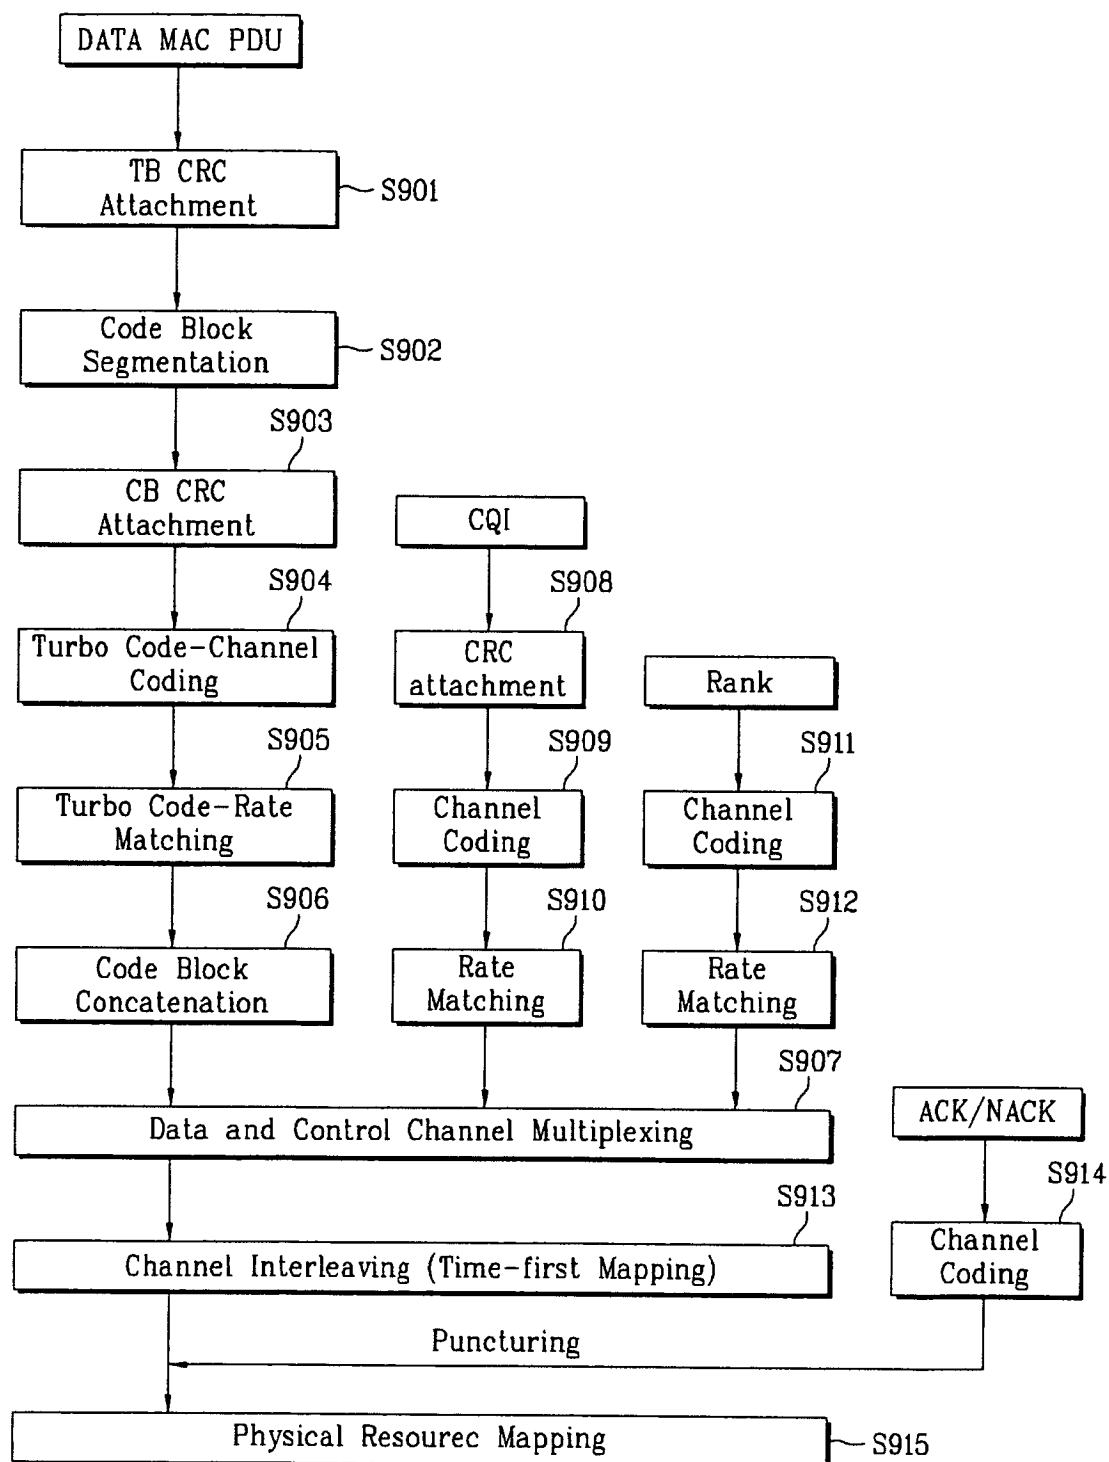 DATA MAC PDU
TB CRC
Attachment
S901
Code Block
Segmentation
S902
S903
CB CRC
Attachment
CQI
S904
S908
Turbo Code-Channel
Coding
CRC
attachment
Rank
S905
S909
S911
Turbo Code-Rate
Matching
Channel
Coding
Channel
Coding
S906
S910
S912
Code Block
Concatenation
Rate
Matching
Rate
Matching
S907
Data and Control Channel Multiplexing
ACK/NACK
S913
S914
Channel Interleaving (Time-first Mapping)
Channel
Coding
Puncturing
Physical Resourec Mapping
S915